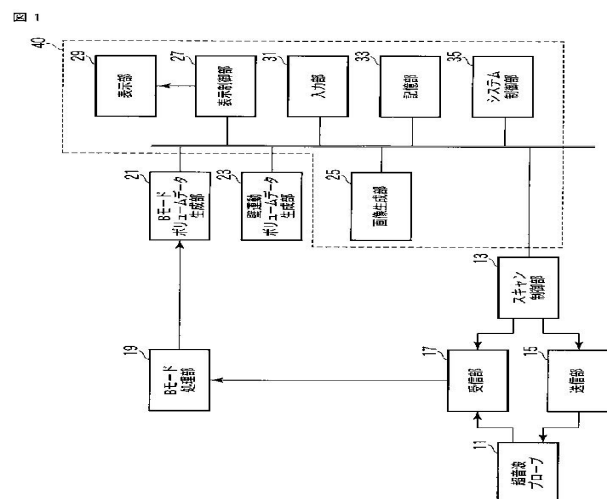 図 1
40
29
表示部
27
表示制御部
31
入力部
33
記憶部
35
システム
制御部
21
Bモード
ボリュームデータ
生成部
23
壁運動
ボリュームデータ
生成部
25
画像生成部
13
スキャン
制御部
19
Bモード
処理部
17
受信部
15
送信部
11
超音波
プローブ